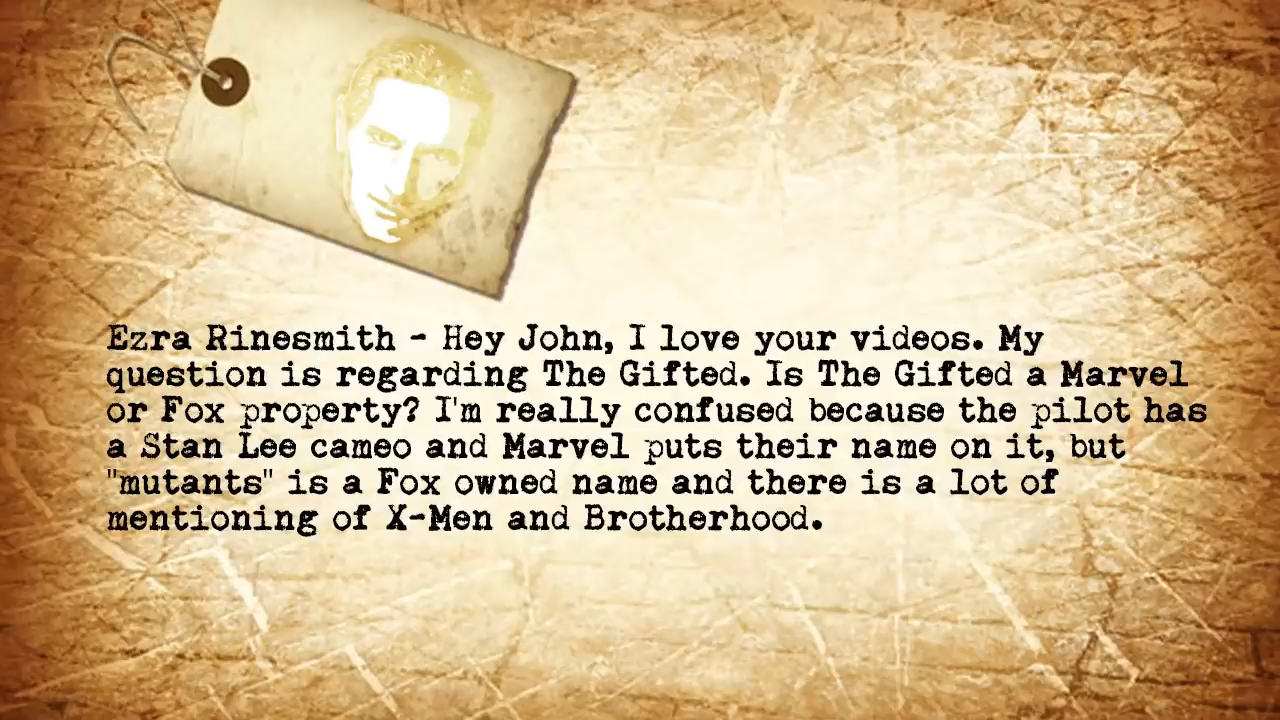 Ezra Rinesmith - Hey John, I love your videos. My
question is regarding The Gifted. Is The Gifted a Marvel
or Fox property? I'm really confused because the pilot has
a Stan Lee cameo and Marvel puts their name on it, but
"mutants" is a Fox owned name and there is a lot of
mentioning of X-Men and Brotherhood.